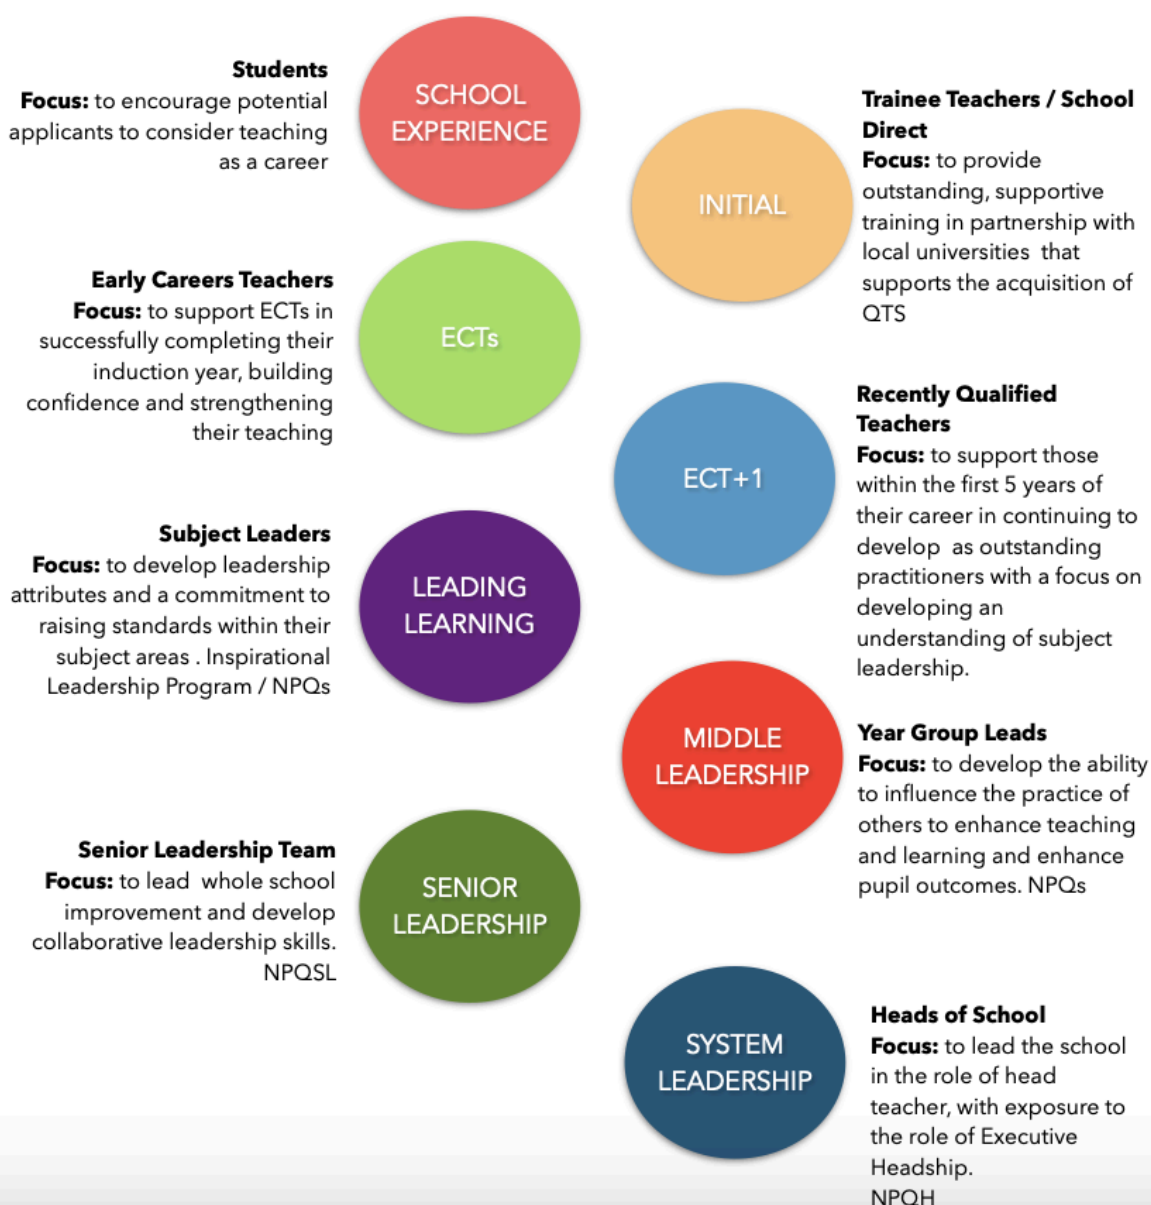 Students
Focus: to encourage potential
applicants to consider teaching
as a career
SCHOOL
EXPERIENCE
Trainee Teachers / School
Direct
Focus: to provide
outstanding, supportive
training in partnership with
local universities  that
supports the acquisition of
QTS
INITIAL
Early Careers Teachers
Focus: to support ECTs in
successfully completing their
induction year, building
confidence and strengthening
their teaching
ECTs
Recently Qualified
Teachers
Focus: to support those
within the first 5 years of
their career in continuing to
develop  as outstanding
practitioners with a focus on
developing an
understanding of subject
leadership.
ECT+1
Subject Leaders
Focus: to develop leadership
attributes and a commitment to
raising standards within their
subject areas . Inspirational
Leadership Program / NPQs
LEADING
LEARNING
MIDDLE
LEADERSHIP
Year Group Leads
Focus: to develop the ability
to influence the practice of
others to enhance teaching
and learning and enhance
pupil outcomes. NPQs
Senior Leadership Team
Focus: to lead  whole school
improvement and develop
collaborative leadership skills.
NPQSL
SENIOR
LEADERSHIP
SYSTEM
LEADERSHIP
Heads of School
Focus: to lead the school
in the role of head
teacher, with exposure to
the role of Executive
Headship.
NPQH